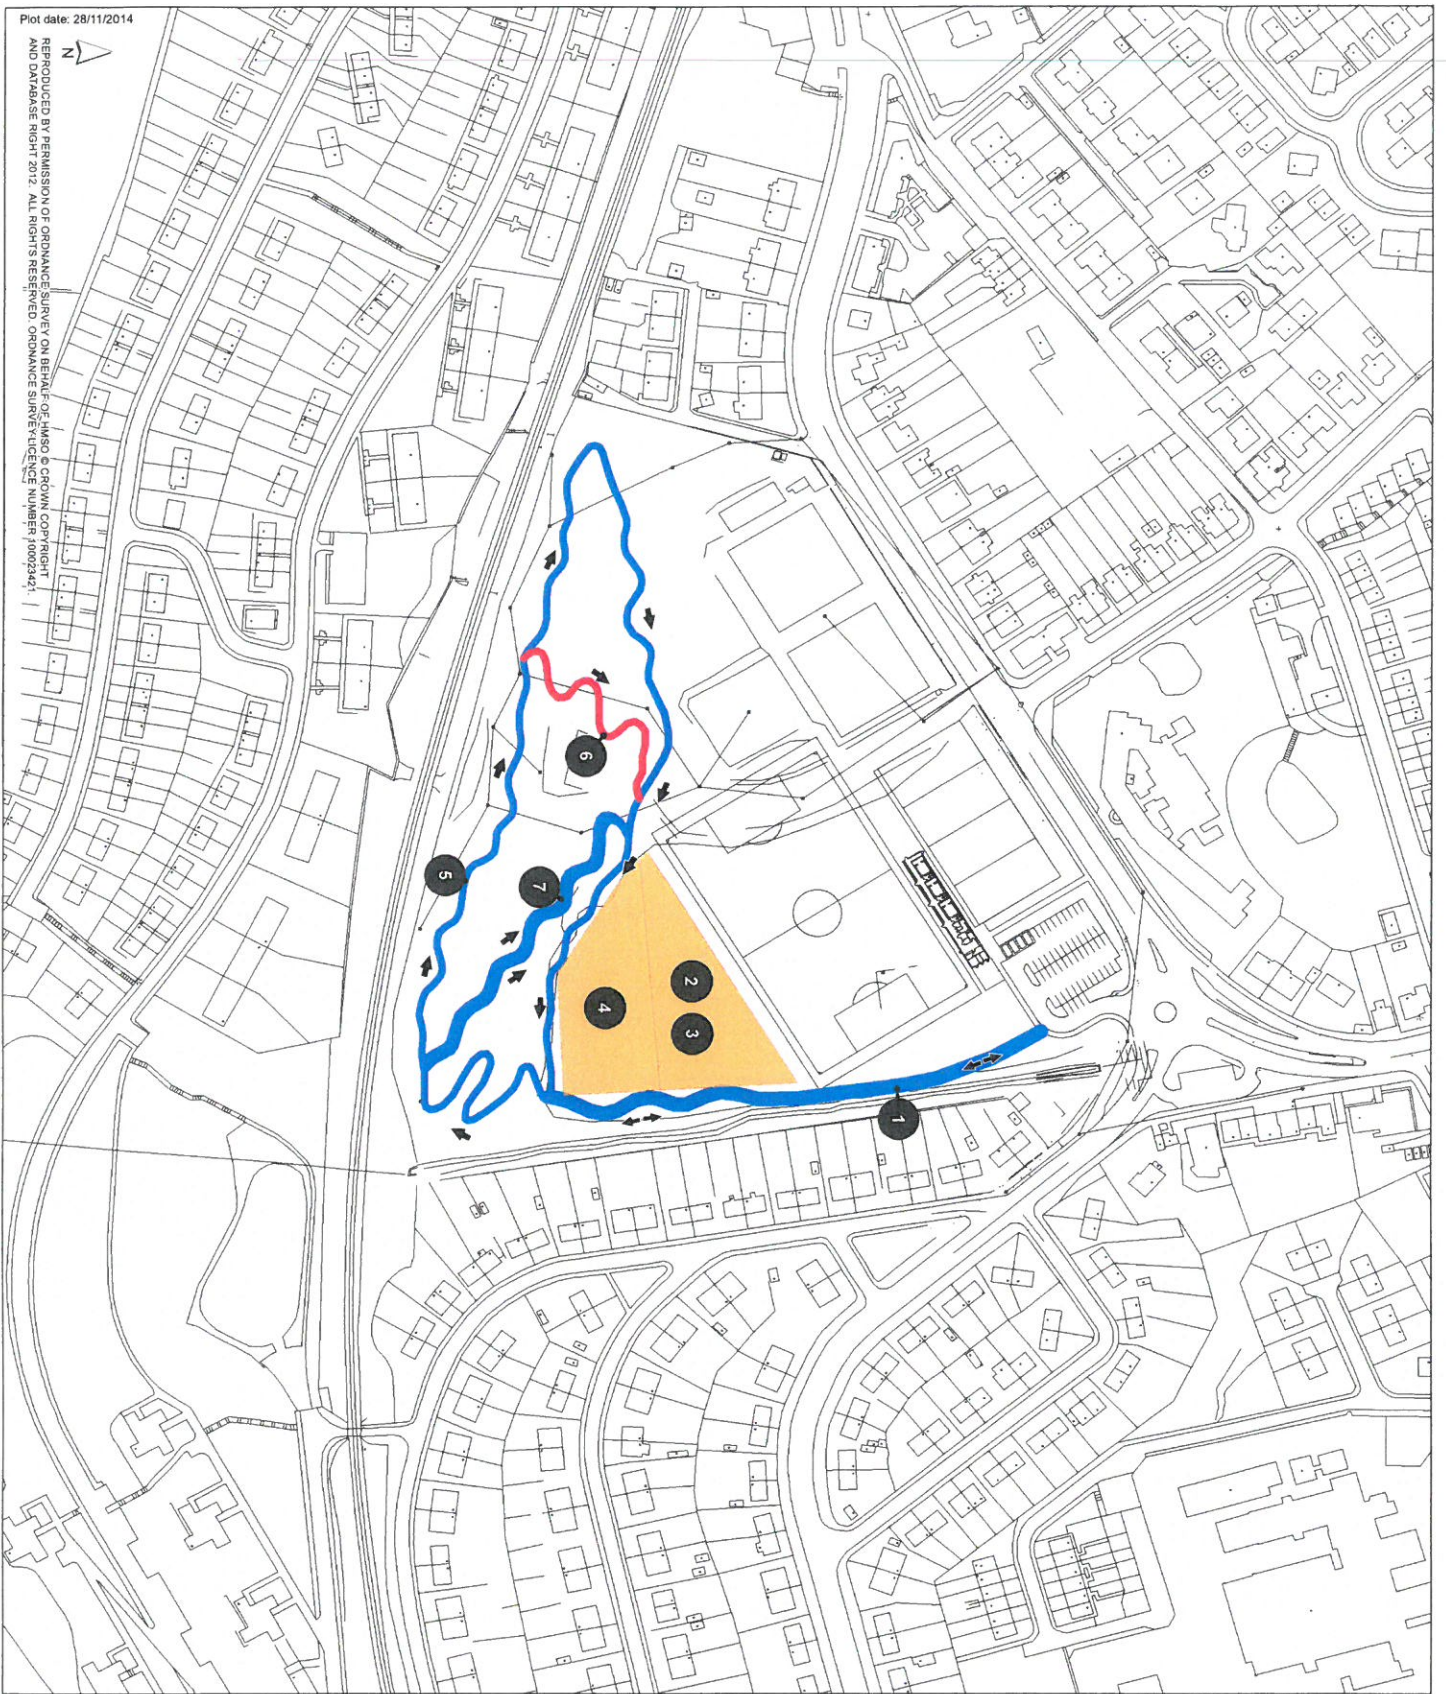 Plot date: 28/11/2014
N
REPRODUCED BY PERMISSION OF ORDNANCE SURVEY ON BEHALF OF HMSO © CROWN COPYRIGHT
AND DATABASE RIGHT 2012. ALL RIGHTS RESERVED. ORDNANCE SURVEY LICENCE NUMBER 100023421.
6
5
7
2
4
3
1